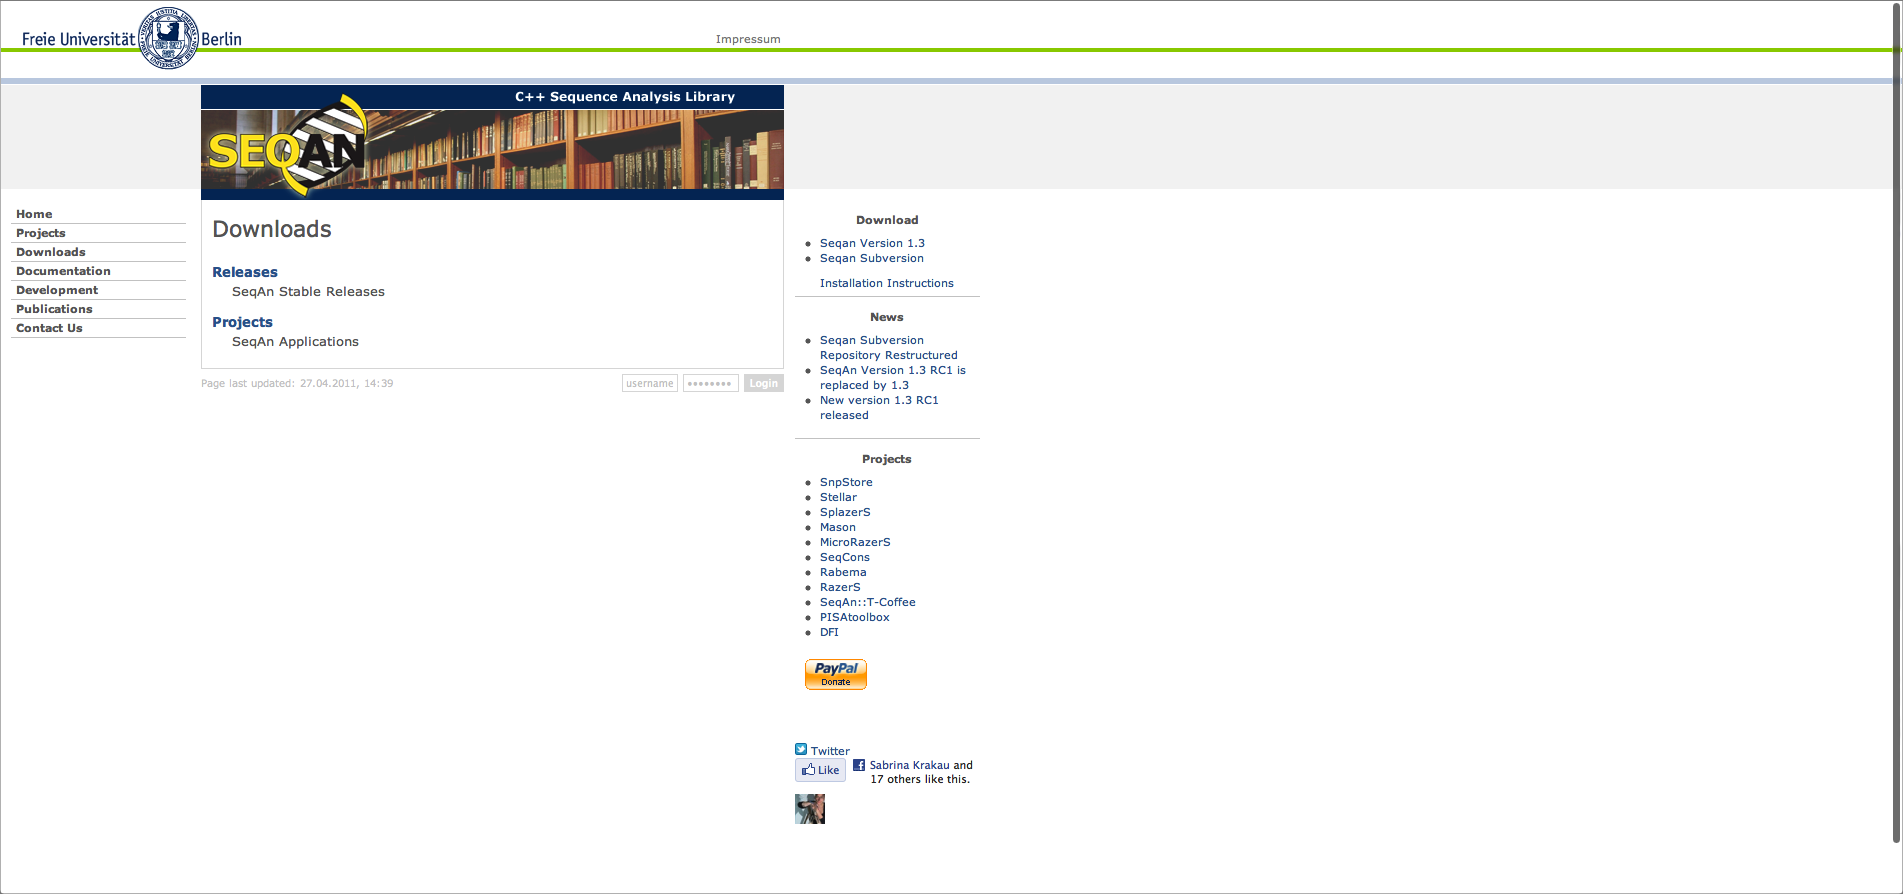 Freie Universität Berlin
Impressum
C++ Sequence Analysis Library
SEQAN
Home
Projects
Downloads
Documentation
Development
Publications
Contact Us
Downloads
Releases
SeqAn Stable Releases
Projects
SeqAn Applications
Page last updated: 27.04.2011, 14:39
username •••••••• Login
Download
Seqan Version 1.3
Seqan Subversion
Installation Instructions
News
Seqan Subversion
Repository Restructured
SeqAn Version 1.3 RC1 is
replaced by 1.3
New version 1.3 RC1
released
Projects
SnpStore
Stellar
SplazerS
Mason
MicroRazerS
SeqCons
Rabema
RazerS
SeqAn::T-Coffee
PISAtoolbox
DFI
PayPal
Donate
Twitter
Like Sabrina Krakau and
17 others like this.